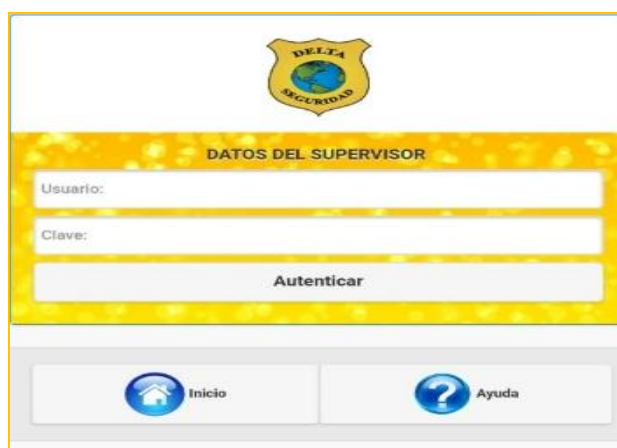 DELTA
SEGURIDAD
DATOS DEL SUPERVISOR
Usuario:
Clave:
Autenticar
Inicio
Ayuda